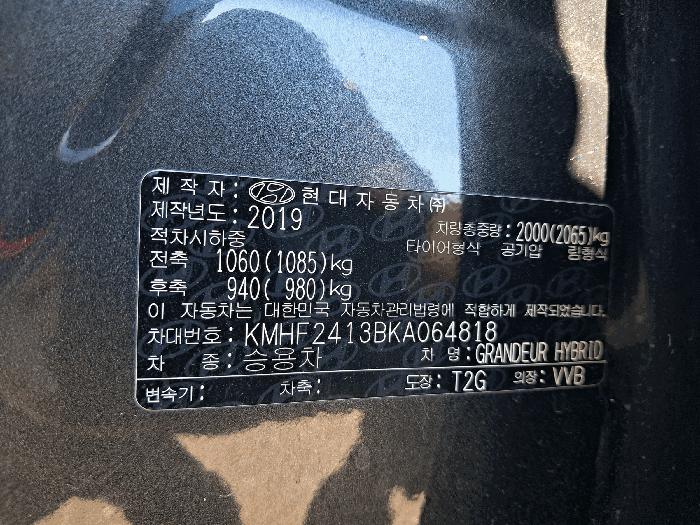 제 작 자 : 현대자동차㈜
제작년도 : 2019
적차시하중 차량총중량 : 2000(2065)kg
타이어형식 공기압 림형식
전축 1060(1085)kg
후축 940( 980)kg
이 자동차는 대한민국 자동차관리법령에 적합하게 제작되었습니다.
차대번호 : KMHF2413BKA064818
차 종 : 승용차 차 명 : GRANDEUR HYBRID
변속기 : 차축 : 도장 : T2G 외장 : VVB